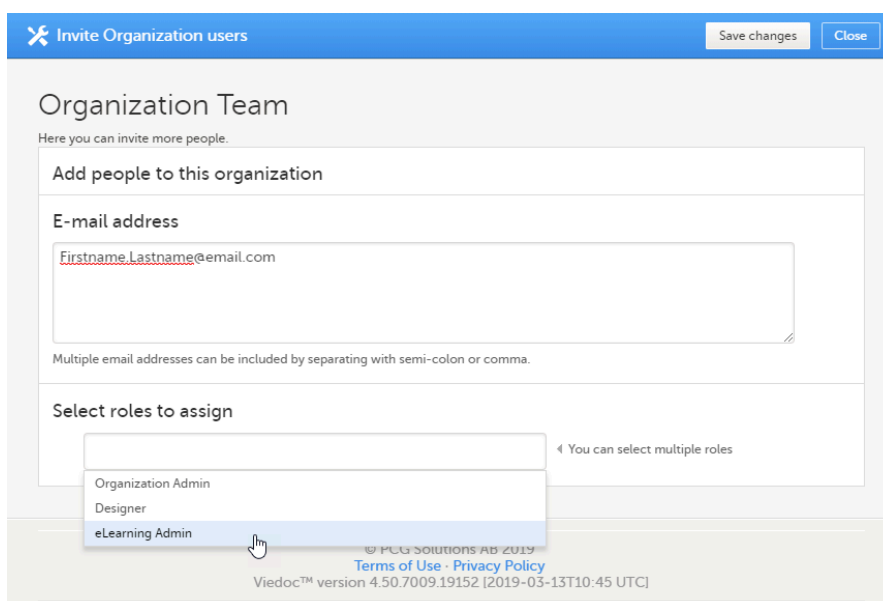 Invite Organization users
Save changes
Close
Organization Team
Here you can invite more people.
Add people to this organization
E-mail address
Firstname.Lastname@email.com
Multiple email addresses can be included by separating with semi-colon or comma.
Select roles to assign
You can select multiple roles
Organization Admin
Designer
eLearning Admin
© PCG Solutions AB 2019
Terms of Use · Privacy Policy
Viedoc™ version 4.50.7009.19152 [2019-03-13T10:45 UTC]